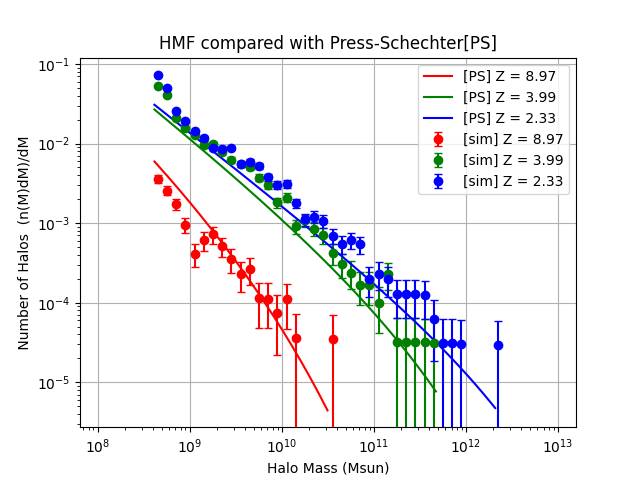 HMF compared with Press-Schechter[PS]
Number of Halos (n(M)dM)/dM
10⁻¹
10⁻²
10⁻³
10⁻⁴
10⁻⁵
[PS] Z = 8.97
[PS] Z = 3.99
[PS] Z = 2.33
[sim] Z = 8.97
[sim] Z = 3.99
[sim] Z = 2.33
10⁸ 10⁹ 10¹⁰ 10¹¹ 10¹² 10¹³
Halo Mass (Msun)